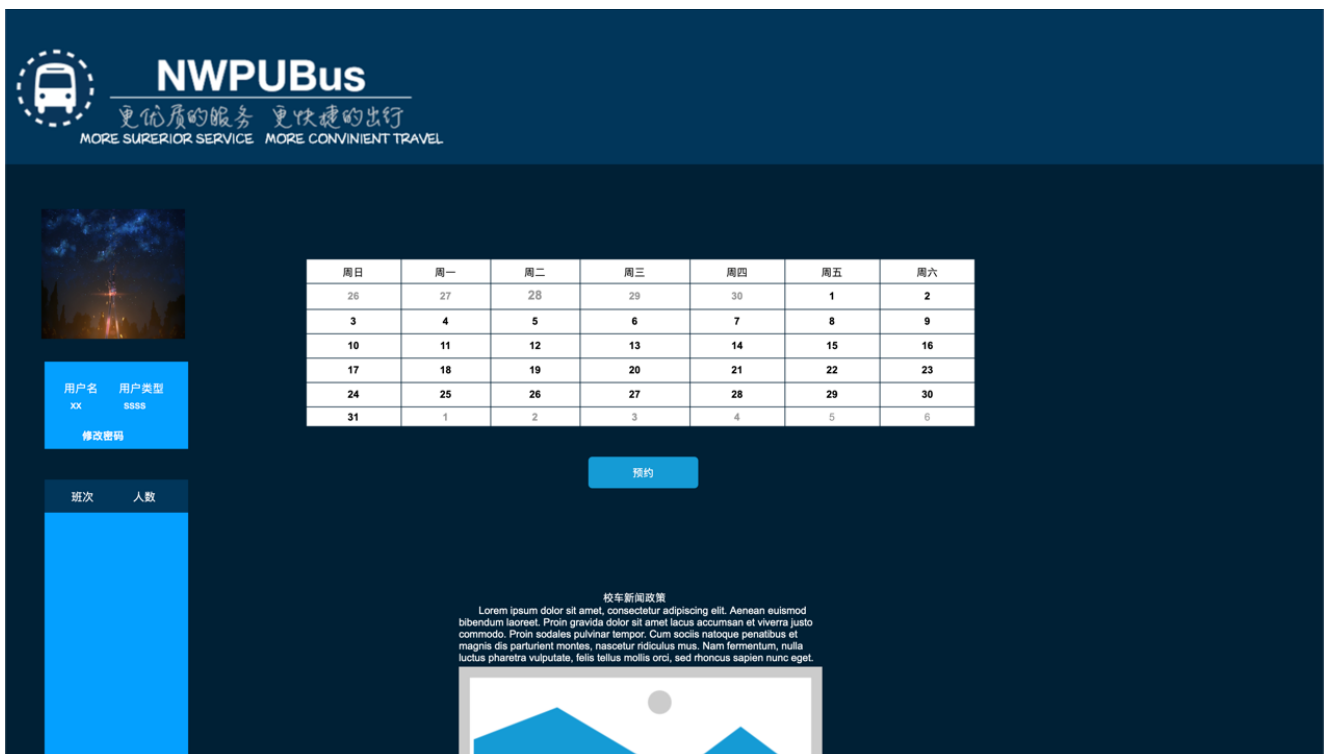 NWPUBus
更优质的服务 更快捷的出行
MORE SURERIOR SERVICE MORE CONVINIENT TRAVEL
周日 周一 周二 周三 周四 周五 周六
26 27 28 29 30 1 2
3 4 5 6 7 8 9
10 11 12 13 14 15 16
17 18 19 20 21 22 23
24 25 26 27 28 29 30
31 1 2 3 4 5 6
用户名 用户类型
xx ssss
修改密码
预约
班次 人数
校车新闻政策
Lorem ipsum dolor sit amet, consectetur adipiscing elit. Aenean euismod
bibendum laoreet. Proin gravida dolor sit amet lacus accumsan et viverra justo
commodo. Proin sodales pulvinar tempor. Cum sociis natoque penatibus et
magnis dis parturient montes, nascetur ridiculus mus. Nam fermentum, nulla
luctus pharetra vulputate, felis tellus mollis orci, sed rhoncus sapien nunc eget.